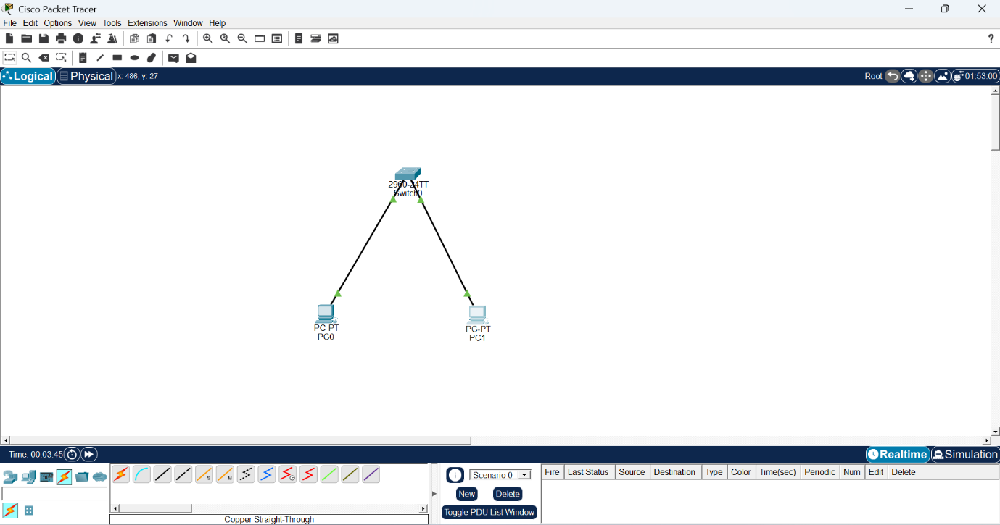 Cisco Packet Tracer
File Edit Options View Tools Extensions Window Help
?
Logical Physical x: 486, y: 27 Root 01:53:00
2960-24TT
Switch0
PC-PT
PC0
PC-PT
PC1
Time: 00:03:45 Realtime Simulation
S M
Scenario 0
New Delete
Toggle PDU List Window
Fire Last Status Source Destination Type Color Time(sec) Periodic Num Edit Delete
Copper Straight-Through